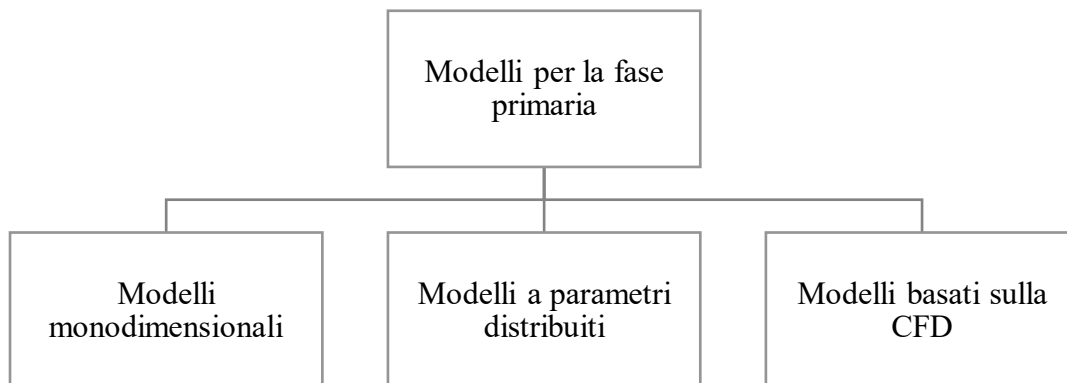 Modelli per la fase
primaria
Modelli
monodimensionali
Modelli a parametri
distribuiti
Modelli basati sulla
CFD